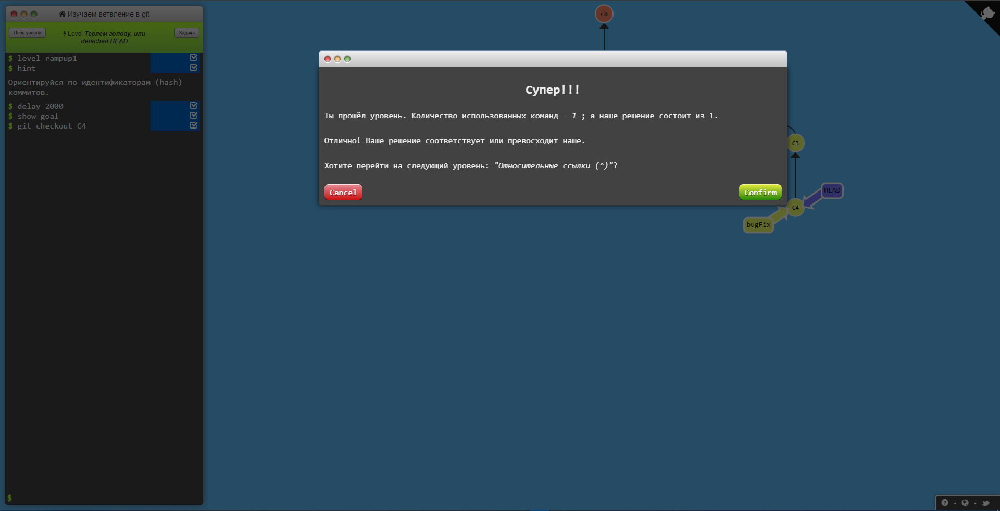 Изучаем ветвление в git
Цель уровня
Level Теряем голову, или
detached HEAD
Задача
$ level rampup1
$ hint
Ориентируйся по идентификаторам (hash)
коммитов.
$ delay 2000
$ show goal
$ git checkout C4
$
C0
Супер!!!
Ты прошёл уровень. Количество использованных команд - 1 ; а наше решение состоит из 1.
Отлично! Ваше решение соответствует или превосходит наше.
Хотите перейти на следующий уровень: "Относительные ссылки (^)"?
Cancel
Confirm
C3
HEAD
C4
bugFix